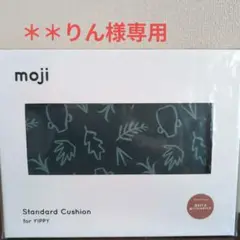 ＊＊りん様専用
moji
Standard Cushion
for YIPPY